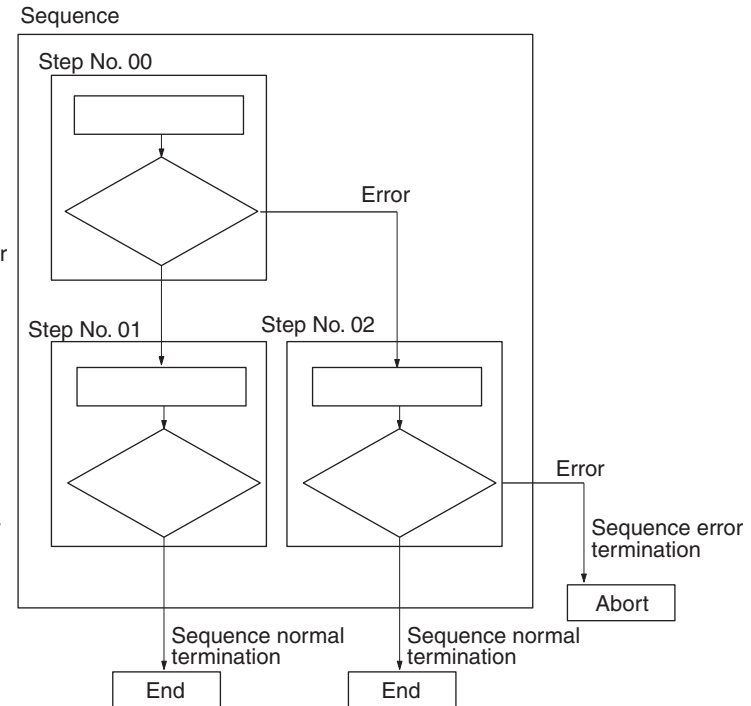 Sequence
Step No. 00
Error
r
Step No. 01
Step No. 02
Error
Sequence error
termination
Abort
Sequence normal
termination
Sequence normal
termination
End
End